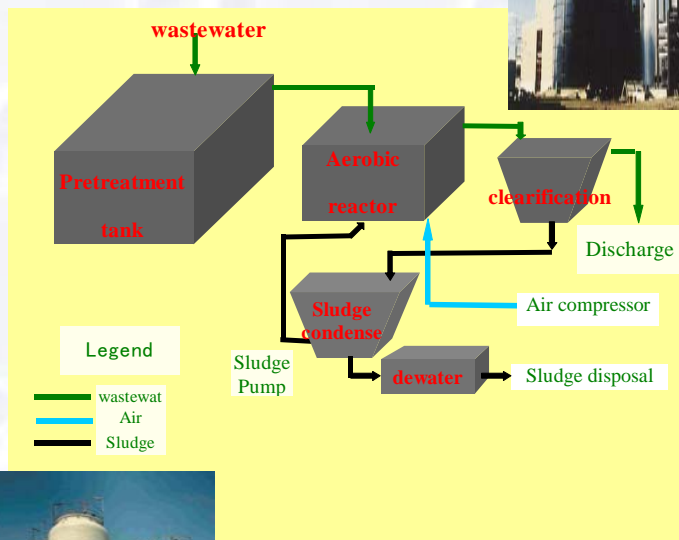 wastewater
Pretreatment
tank
Aerobic
reactor
clearification
Discharge
Sludge
condense
Air compressor
Sludge
Pump
dewater
Sludge disposal
Legend
wastewat
Air
Sludge